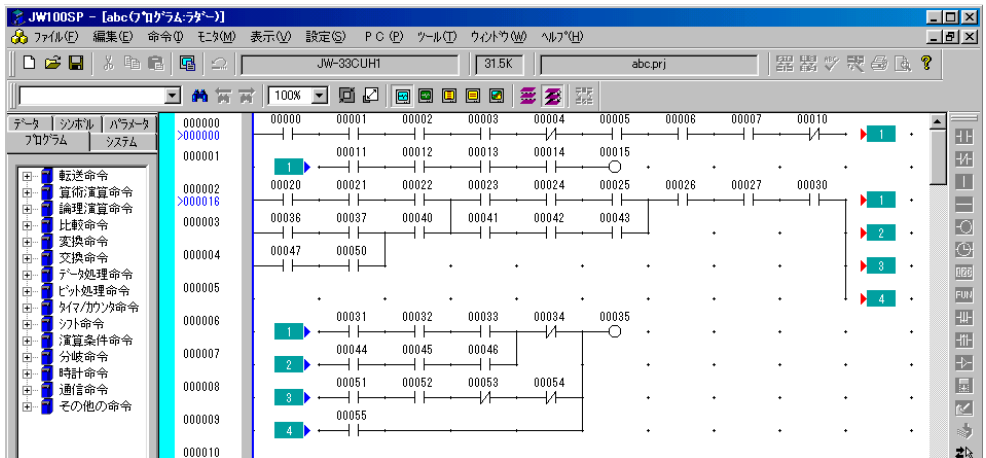 JW100SP - [abc(ﾌﾟﾛｸﾞﾗﾑ:ﾗﾀﾞｰ)]
ﾌｧｲﾙ(F) 編集(E) 命令(I) ﾓﾆﾀ(M) 表示(V) 設定(S) P C (P) ﾂｰﾙ(T) ｳｨﾝﾄﾞｳ(W) ﾍﾙﾌﾟ(H)
JW-33CUH1 31.5K abc.prj
100%
ﾃﾞｰﾀ ｼﾝﾎﾞﾙ ﾊﾟﾗﾒｰﾀ
ﾌﾟﾛｸﾞﾗﾑ ｼｽﾃﾑ
転送命令
算術演算命令
論理演算命令
比較命令
変換命令
交換命令
ﾃﾞｰﾀ処理命令
ﾋﾞｯﾄ処理命令
ﾀｲﾏ/ｶｳﾝﾀ命令
ｼﾌﾄ命令
演算条件命令
分岐命令
時計命令
通信命令
その他の命令
000000 00000 00001 00002 00003 00004 00005 00006 00007 00010
>000000 1
000001 00011 00012 00013 00014 00015
1
000002 00020 00021 00022 00023 00024 00025 00026 00027 00030
>000016 1
000003 00036 00037 00040 00041 00042 00043
2
000004 00047 00050
3
000005
4
000006 00031 00032 00033 00034 00035
1
000007 00044 00045 00046
2
000008 00051 00052 00053 00054
3
000009 00055
4
000010
FUN